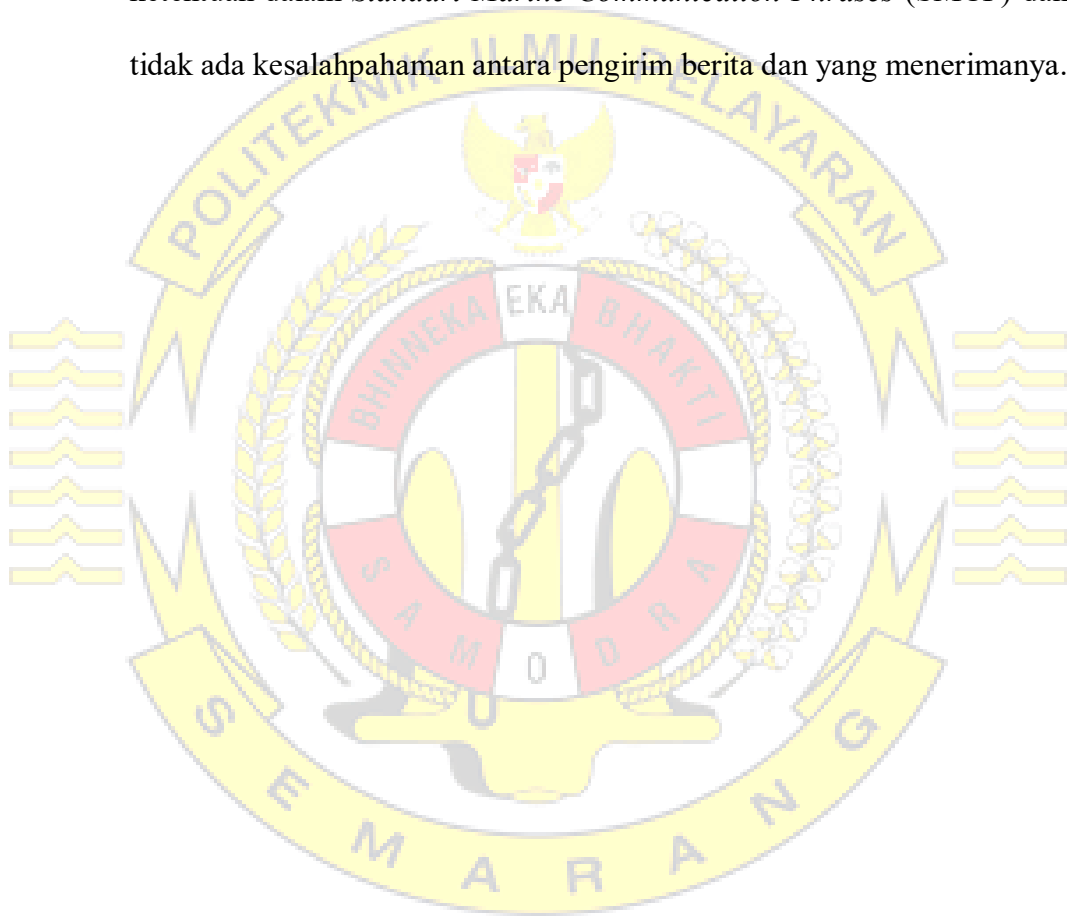 ketentuan dalam Standart Marine Communication Phrases (SMCP) dan
tidak ada kesalahpahaman antara pengirim berita dan yang menerimanya.
POLITEKNIK ILMU PELAYARAN
BHINNEKA EKA BHAKTI
SAMODRA
SEMARANG